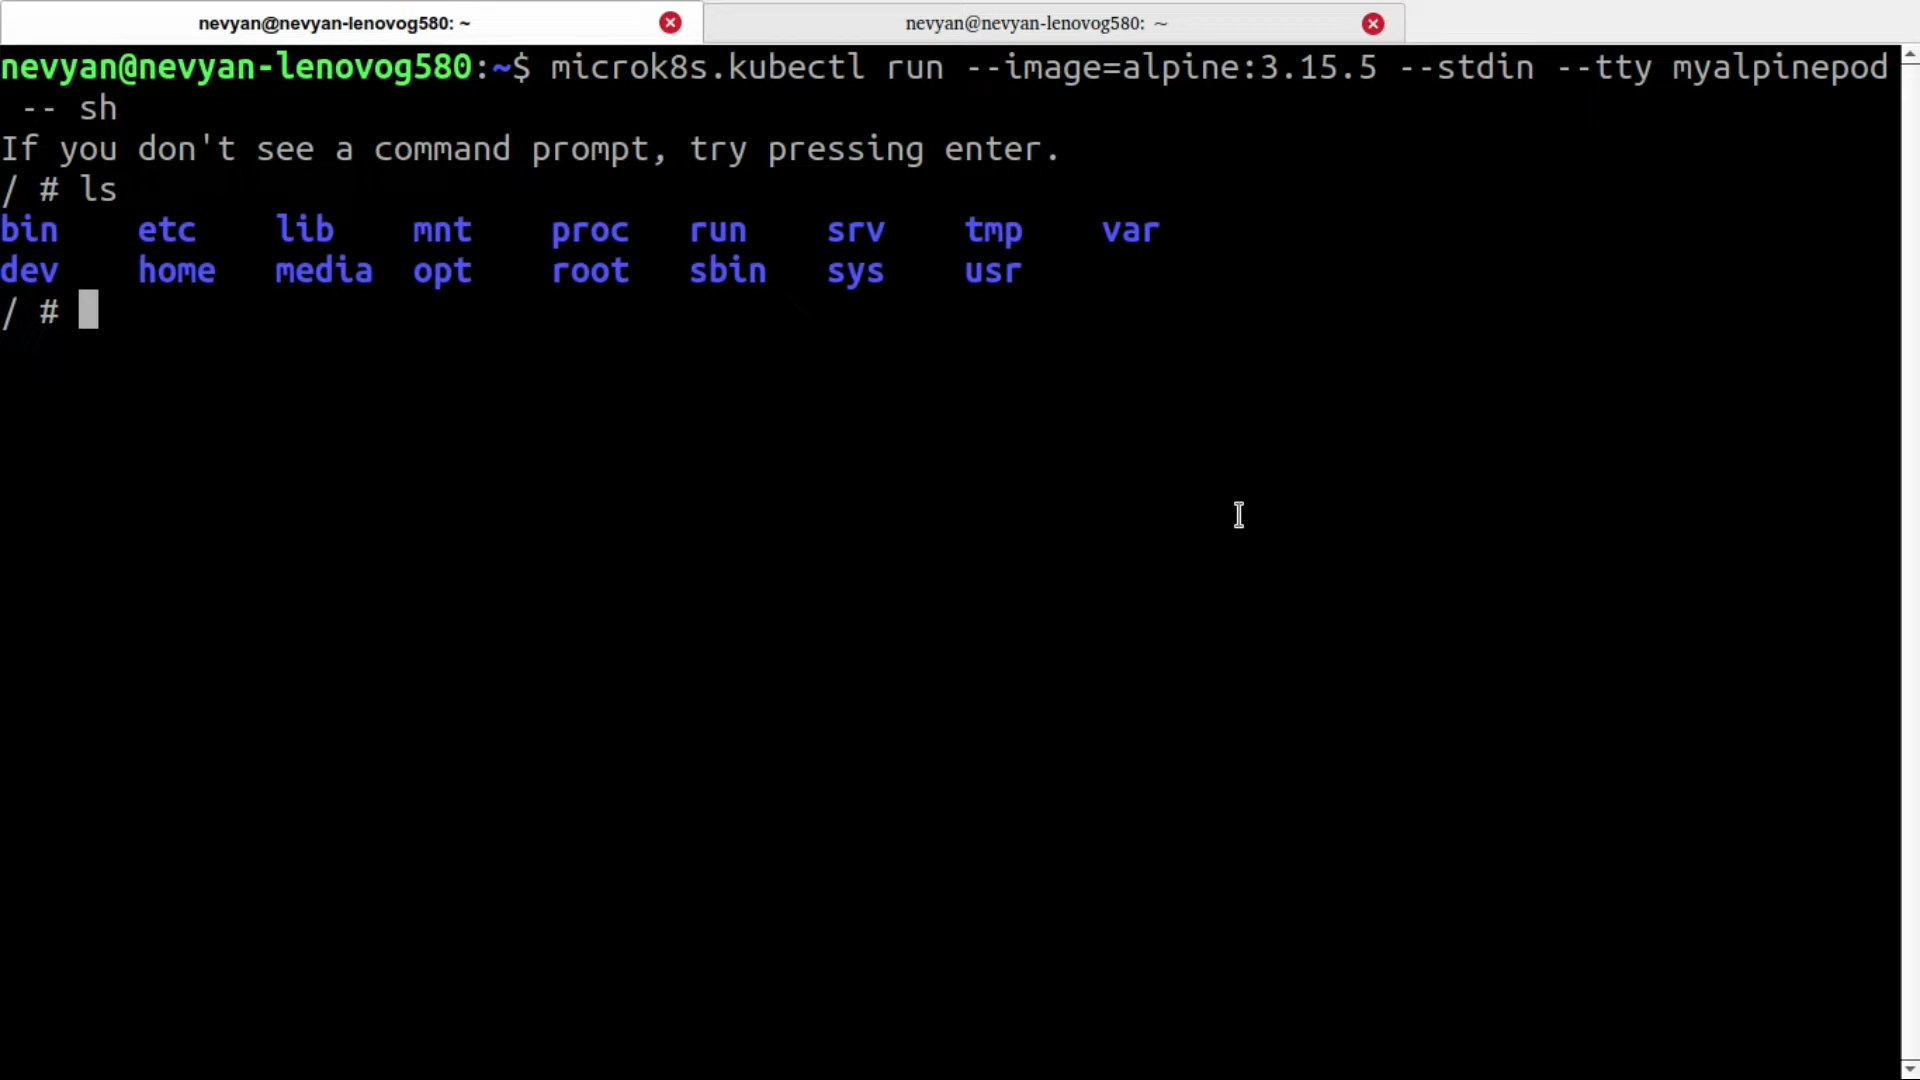 nevyan@nevyan-lenovog580: ~
nevyan@nevyan-lenovog580: ~
nevyan@nevyan-lenovog580:~$ microk8s.kubectl run --image=alpine:3.15.5 --stdin --tty myalpinepod
-- sh
If you don't see a command prompt, try pressing enter.
/ # ls
bin etc lib mnt proc run srv tmp var
dev home media opt root sbin sys usr
/ #